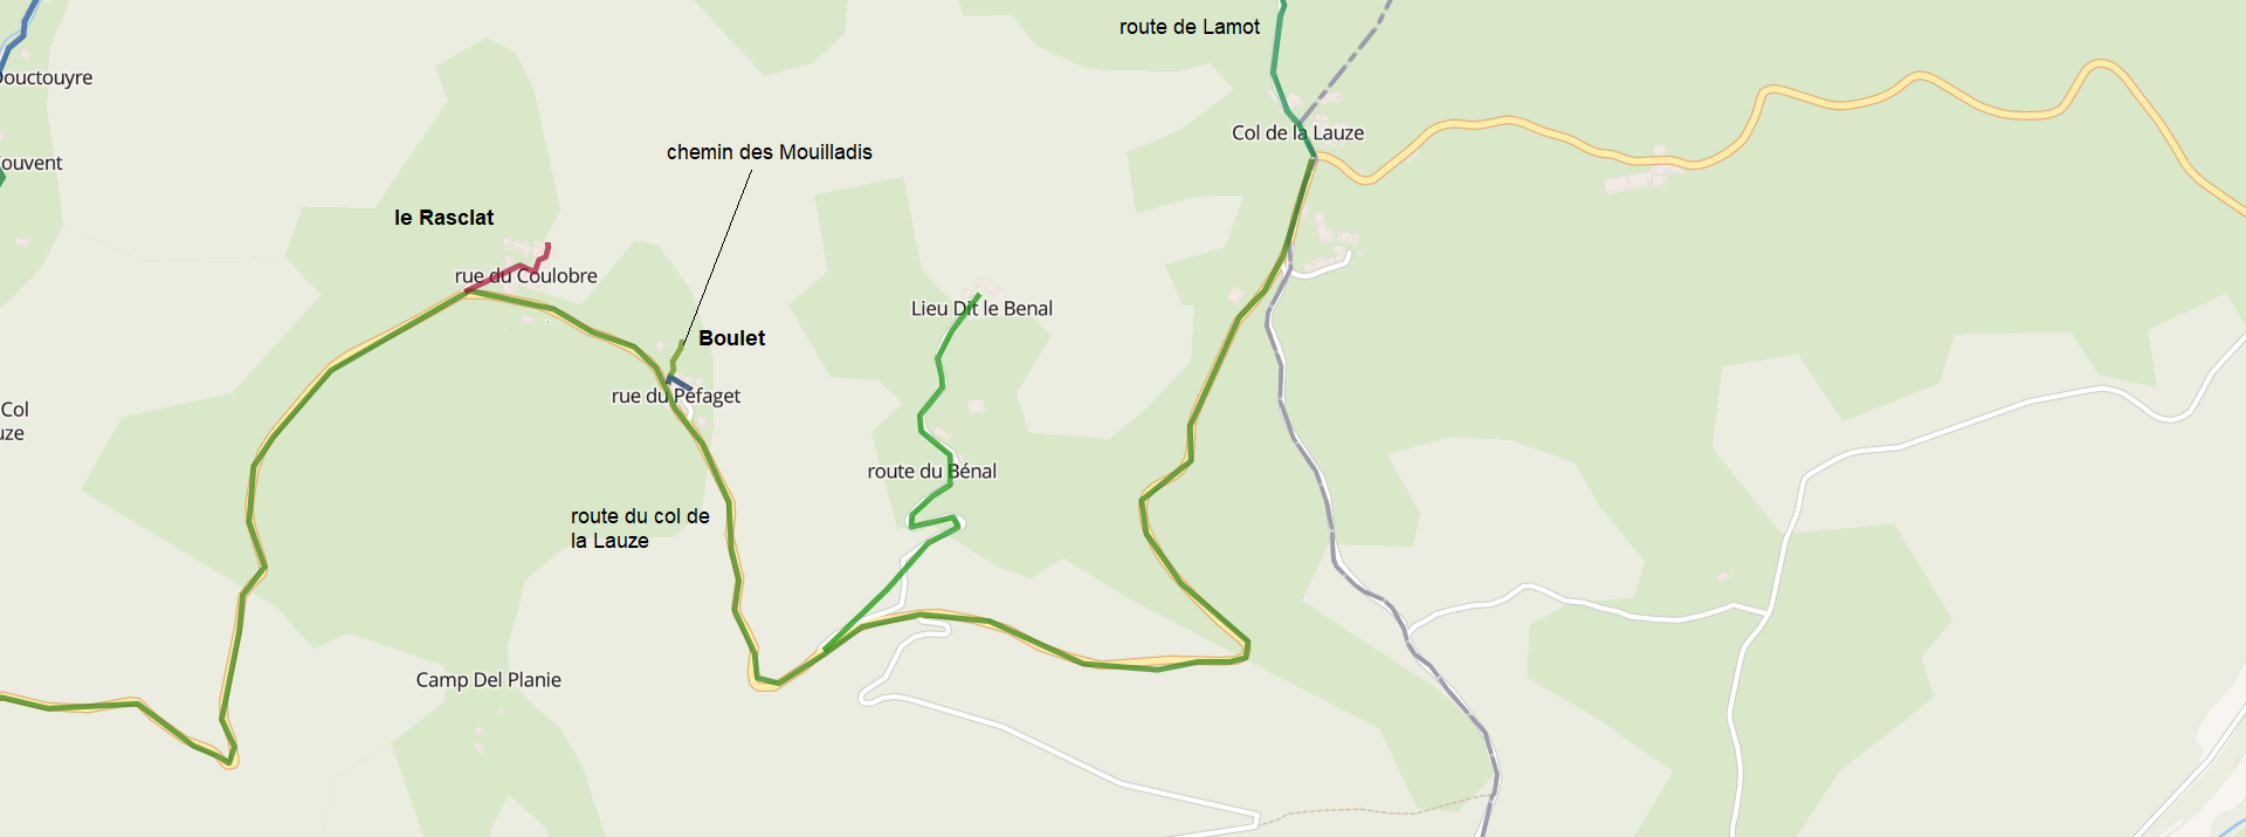 route de Lamot
Douctouyre
Col de la Lauze
chemin des Mouilladis
ouvent
le Rasclat
rue du Coulobre
Lieu Dit le Benal
Boulet
rue du Péfaget
Col
uze
route du Bénal
route du col de
la Lauze
Camp Del Planie